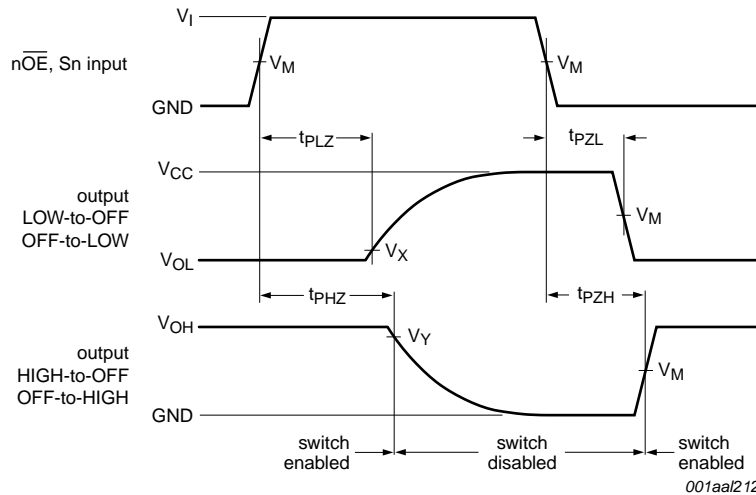 V_I
nO̅E̅, Sn input
V_M
V_M
GND
t_PLZ
t_PZL
V_CC
output
LOW-to-OFF
OFF-to-LOW
V_M
V_X
V_OL
t_PHZ
t_PZH
V_OH
V_Y
output
HIGH-to-OFF
OFF-to-HIGH
V_M
GND
switch
enabled
switch
disabled
switch
enabled
001aal212